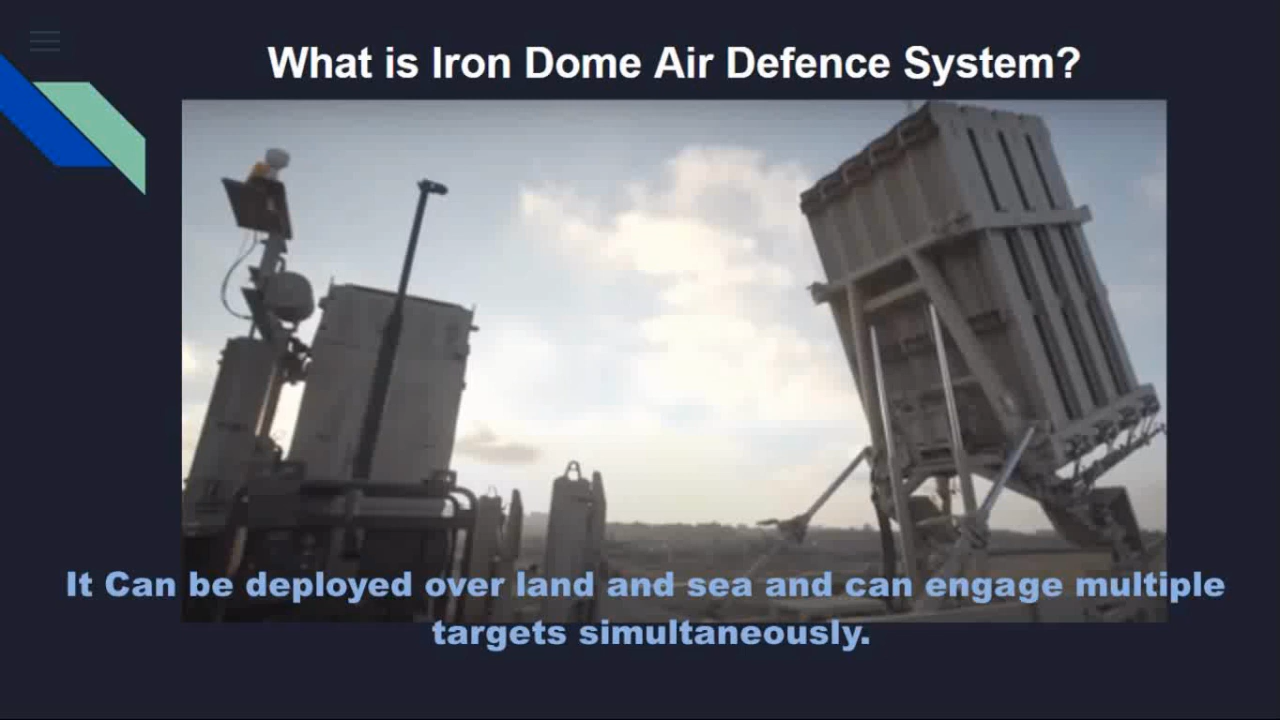 What is Iron Dome Air Defence System?
It Can be deployed over land and sea and can engage multiple
targets simultaneously.